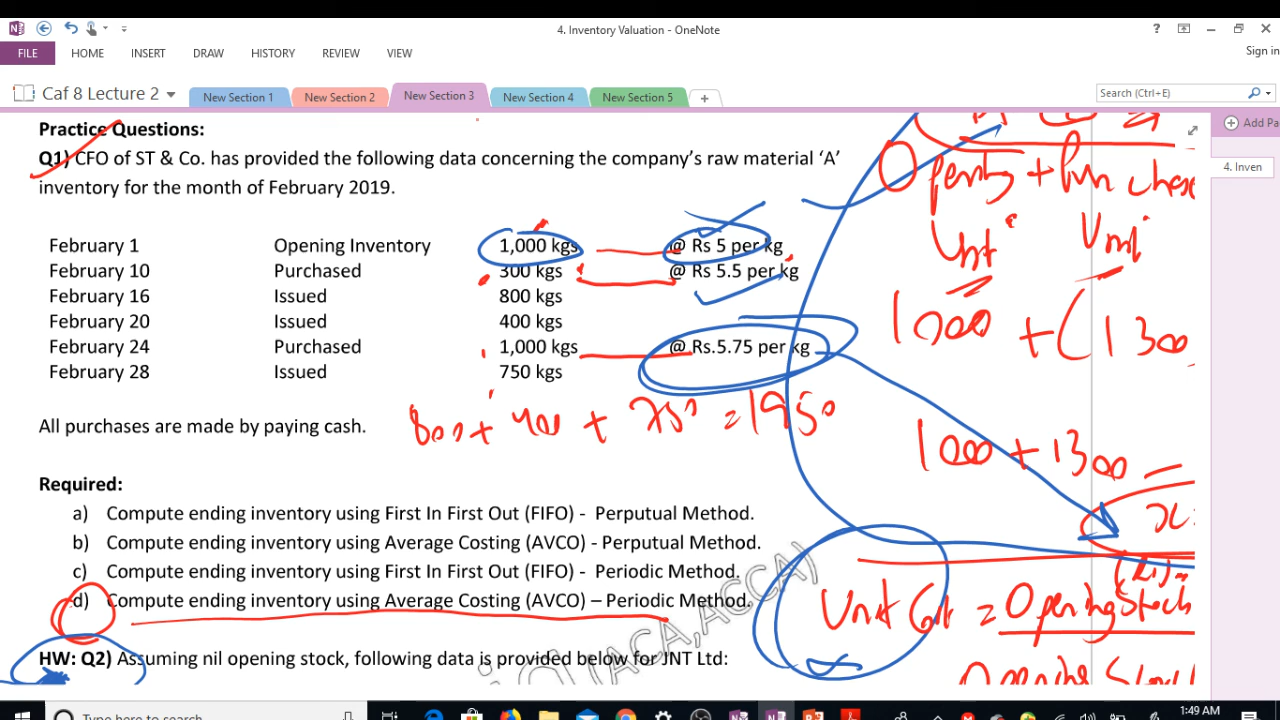 4. Inventory Valuation - OneNote
FILE HOME INSERT DRAW HISTORY REVIEW VIEW
Sign in
Caf 8 Lecture 2 New Section 1 New Section 2 New Section 3 New Section 4 New Section 5
Search (Ctrl+E)
Add Pa
4. Inven
Practice Questions:
Q1) CFO of ST & Co. has provided the following data concerning the company's raw material 'A'
inventory for the month of February 2019.
Opening + Purchase
Unit Unit
February 1 Opening Inventory 1,000 kgs @ Rs 5 per kg
February 10 Purchased 300 kgs @ Rs 5.5 per kg
February 16 Issued 800 kgs
February 20 Issued 400 kgs
February 24 Purchased 1,000 kgs @ Rs.5.75 per kg
February 28 Issued 750 kgs
1000 + (1300
800 + 400 + 750 = 1950
1000 + 1300 =
All purchases are made by paying cash.
Required:
a) Compute ending inventory using First In First Out (FIFO) - Perputual Method.
b) Compute ending inventory using Average Costing (AVCO) - Perputual Method.
c) Compute ending inventory using First In First Out (FIFO) - Periodic Method.
d) Compute ending inventory using Average Costing (AVCO) – Periodic Method.
(ACA,ACCA)
Unit Cost = Opening Stock
Opening Stock
HW: Q2) Assuming nil opening stock, following data is provided below for JNT Ltd:
Type here to search
1:49 AM